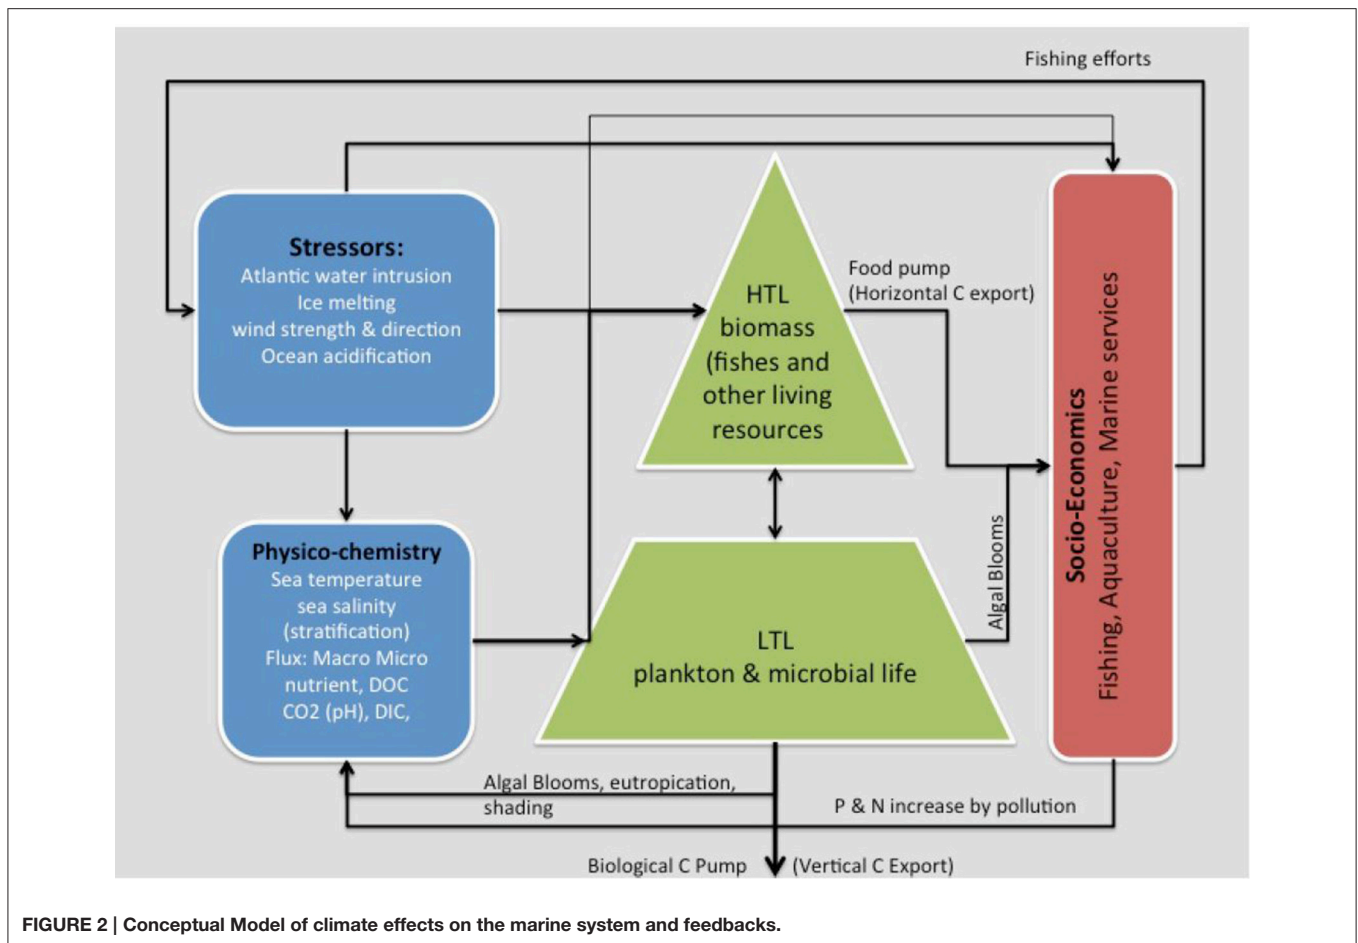 Fishing efforts
Stressors:
Atlantic water intrusion
Ice melting
wind strength & direction
Ocean acidification
HTL
biomass
(fishes and
other living
resources
Food pump
(Horizontal C export)
Socio-Economics
Fishing, Aquaculture, Marine services
Physico-chemistry
Sea temperature
sea salinity
(stratification)
Flux: Macro Micro
nutrient, DOC
CO2 (pH), DIC,
LTL
plankton & microbial life
Algal Blooms
Algal Blooms, eutropication,
shading
P & N increase by pollution
Biological C Pump
(Vertical C Export)
FIGURE 2 | Conceptual Model of climate effects on the marine system and feedbacks.